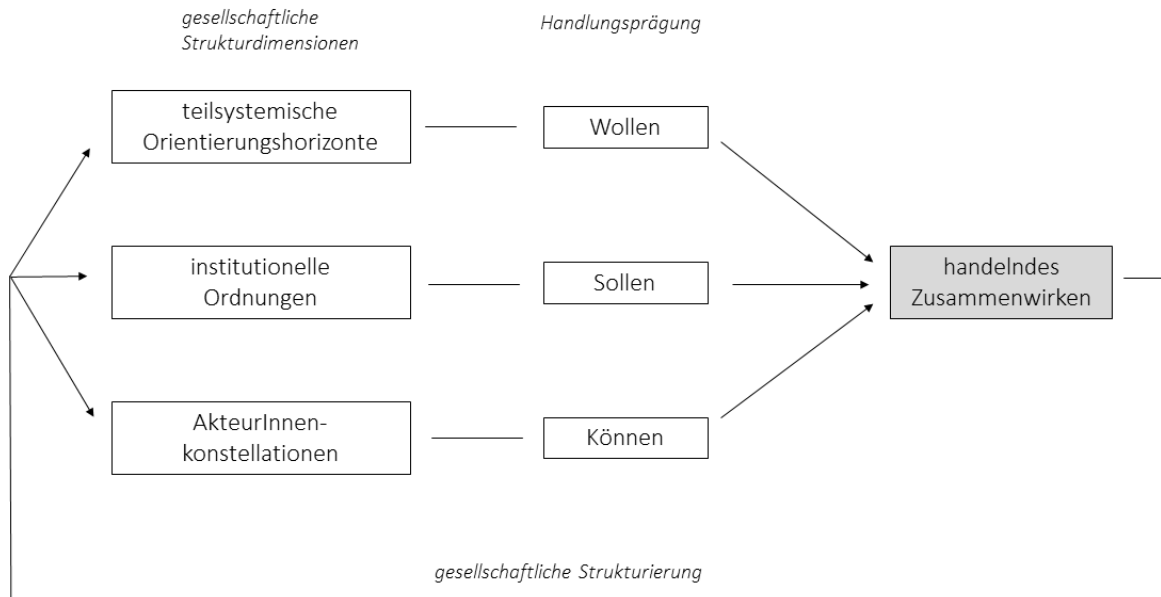 gesellschaftliche
Strukturdimensionen
Handlungsprägung
teilsystemische
Orientierungshorizonte
Wollen
institutionelle
Ordnungen
Sollen
handelndes
Zusammenwirken
AkteurInnen-
konstellationen
Können
gesellschaftliche Strukturierung